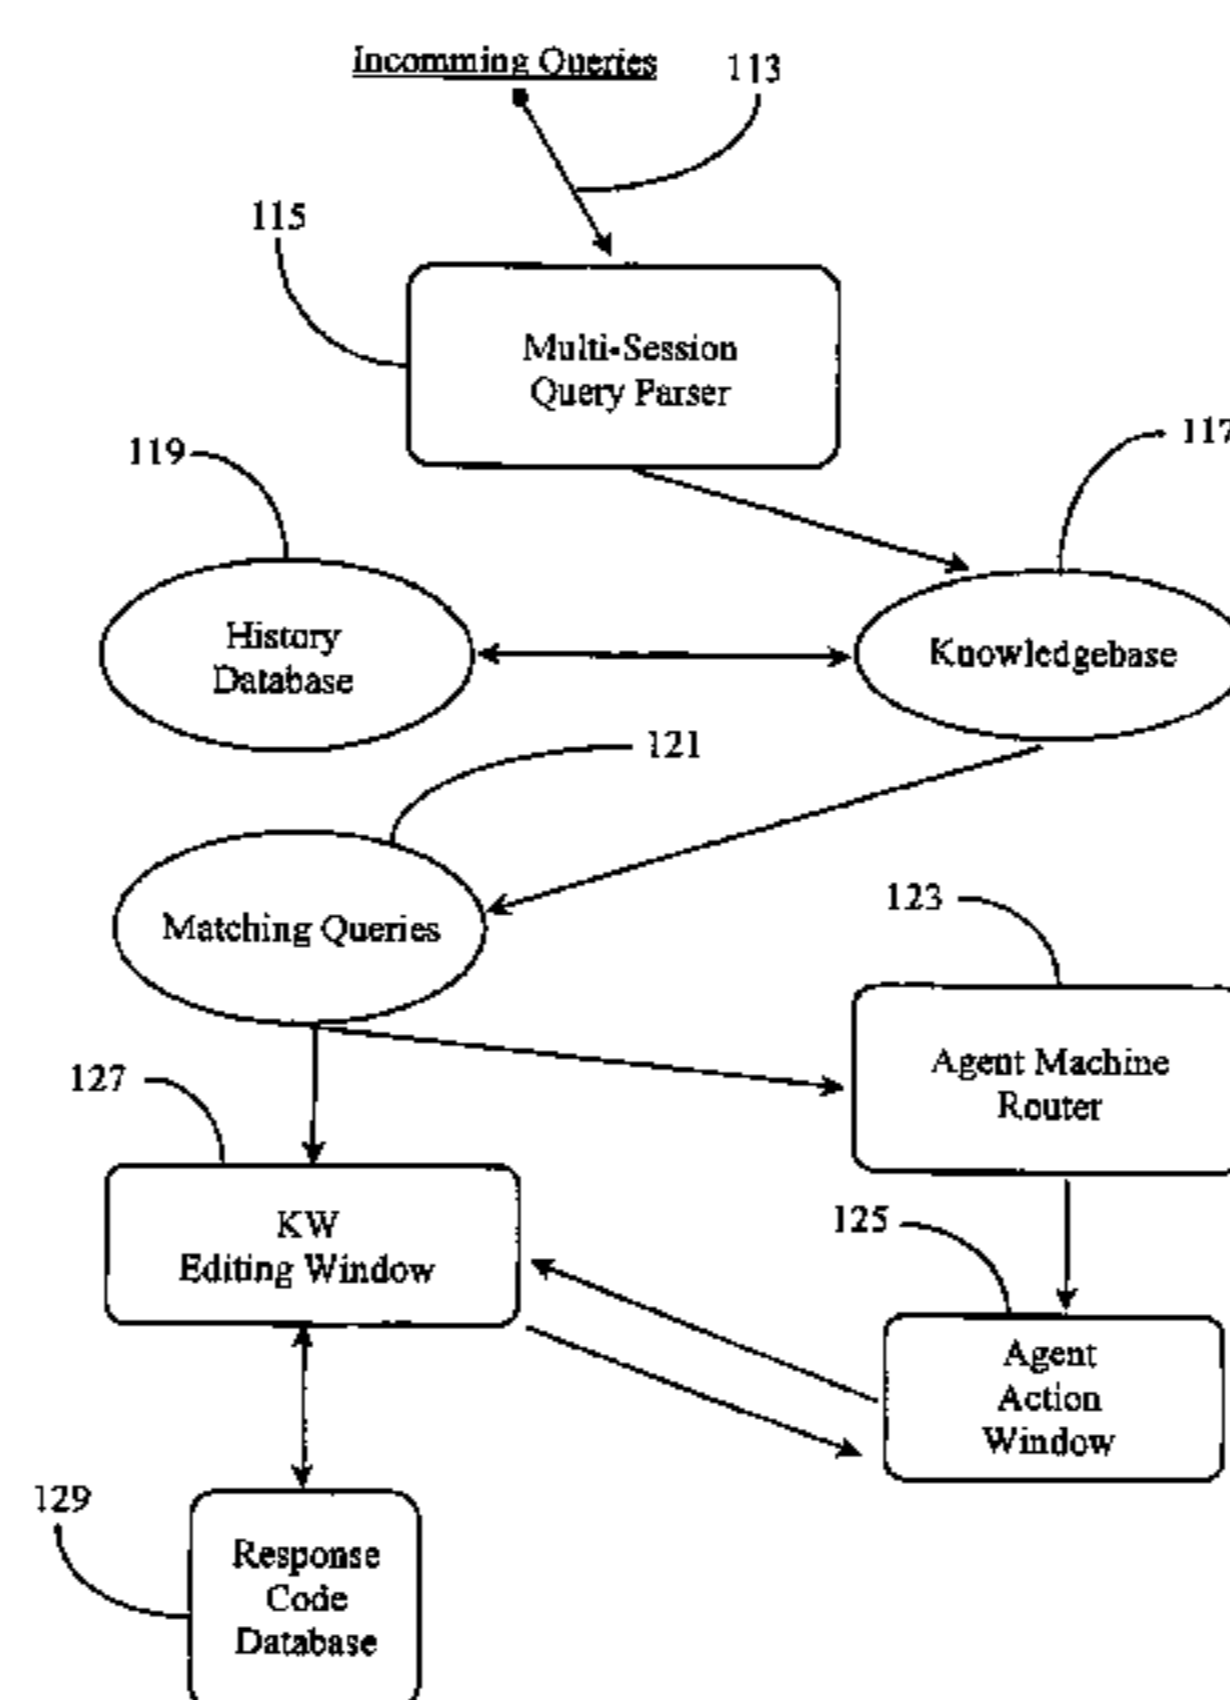 Incomming Queries
113
115
Multi-Session
Query Parser
119
117
History
Database
Knowledgebase
121
Matching Queries
123
Agent Machine
Router
127
KW
Editing Window
125
Agent
Action
Window
129
Response
Code
Database